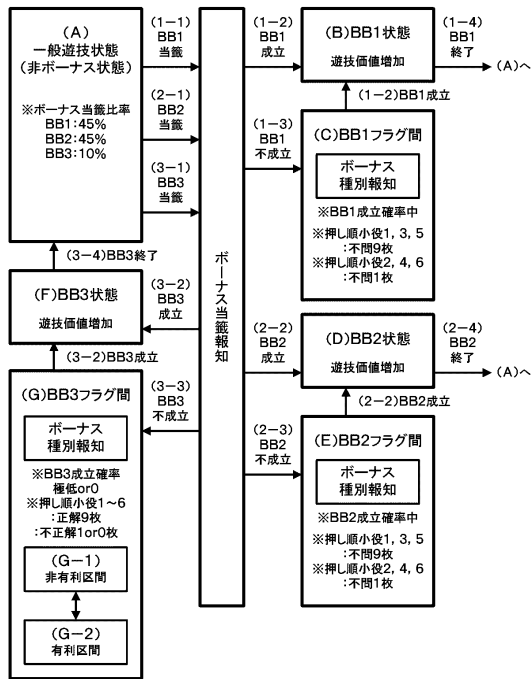 (A)
一般遊技状態
(非ボーナス状態)
※ボーナス当籤比率
BB1:45%
BB2:45%
BB3:10%
(1-1)
BB1
当籤
(2-1)
BB2
当籤
(3-1)
BB3
当籤
ボーナス当籤報知
(1-2)
BB1
成立
(B)BB1状態
遊技価値増加
(1-4)
BB1
終了
(A)へ
(1-2)BB1成立
(1-3)
BB1
不成立
(C)BB1フラグ間
ボーナス
種別報知
※BB1成立確率中
※押し順小役1, 3, 5
:不問9枚
※押し順小役2, 4, 6
:不問1枚
(3-4)BB3終了
(F)BB3状態
遊技価値増加
(3-2)
BB3
成立
(3-2)BB3成立
(3-3)
BB3
不成立
(G)BB3フラグ間
ボーナス
種別報知
※BB3成立確率
極低or0
※押し順小役1~6
:正解9枚
:不正解1or0枚
(G-1)
非有利区間
(G-2)
有利区間
(2-2)
BB2
成立
(D)BB2状態
遊技価値増加
(2-4)
BB2
終了
(A)へ
(2-2)BB2成立
(2-3)
BB2
不成立
(E)BB2フラグ間
ボーナス
種別報知
※BB2成立確率中
※押し順小役1, 3, 5
:不問9枚
※押し順小役2, 4, 6
:不問1枚